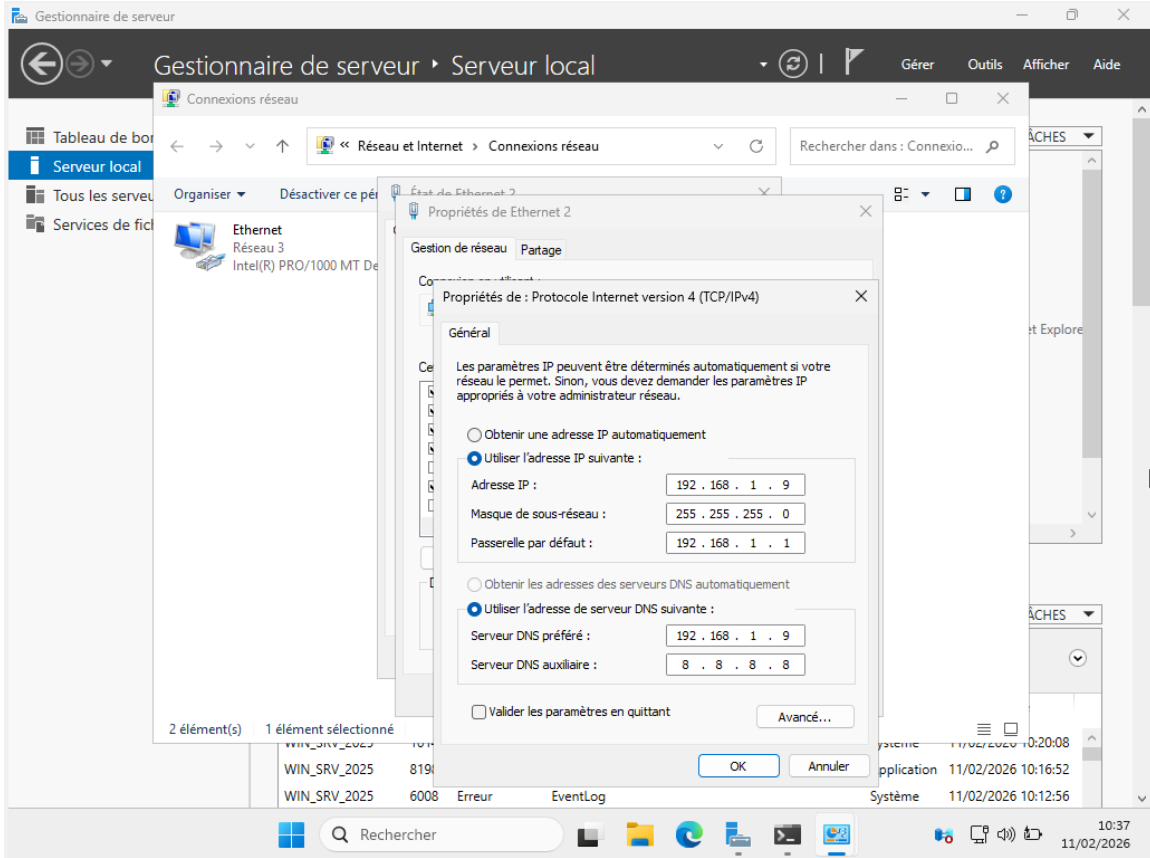 Gestionnaire de serveur
Gestionnaire de serveur ‣ Serveur local
Gérer Outils Afficher Aide
Connexions réseau
TÂCHES
Tableau de bor
Serveur local
Tous les serveu
Services de fich
« Réseau et Internet > Connexions réseau
Rechercher dans : Connexio...
Organiser
Désactiver ce pér
État de Ethernet 2
Propriétés de Ethernet 2
Ethernet
Réseau 3
Intel(R) PRO/1000 MT De
Gestion de réseau
Partage
Connexion en utilisant :
Propriétés de : Protocole Internet version 4 (TCP/IPv4)
Général
et Explore
Ce
Les paramètres IP peuvent être déterminés automatiquement si votre
réseau le permet. Sinon, vous devez demander les paramètres IP
appropriés à votre administrateur réseau.
Obtenir une adresse IP automatiquement
Utiliser l'adresse IP suivante :
Adresse IP : 192 . 168 . 1 . 9
Masque de sous-réseau : 255 . 255 . 255 . 0
Passerelle par défaut : 192 . 168 . 1 . 1
Obtenir les adresses des serveurs DNS automatiquement
Utiliser l'adresse de serveur DNS suivante :
Serveur DNS préféré : 192 . 168 . 1 . 9
Serveur DNS auxiliaire : 8 . 8 . 8 . 8
ÂCHES
Valider les paramètres en quittant
Avancé...
2 élément(s) 1 élément sélectionné
WIN_SRV_2025 Système 11/02/2026 10:20:08
OK Annuler
WIN_SRV_2025 8198 pplication 11/02/2026 10:16:52
WIN_SRV_2025 6008 Erreur EventLog Système 11/02/2026 10:12:56
Rechercher
10:37
11/02/2026